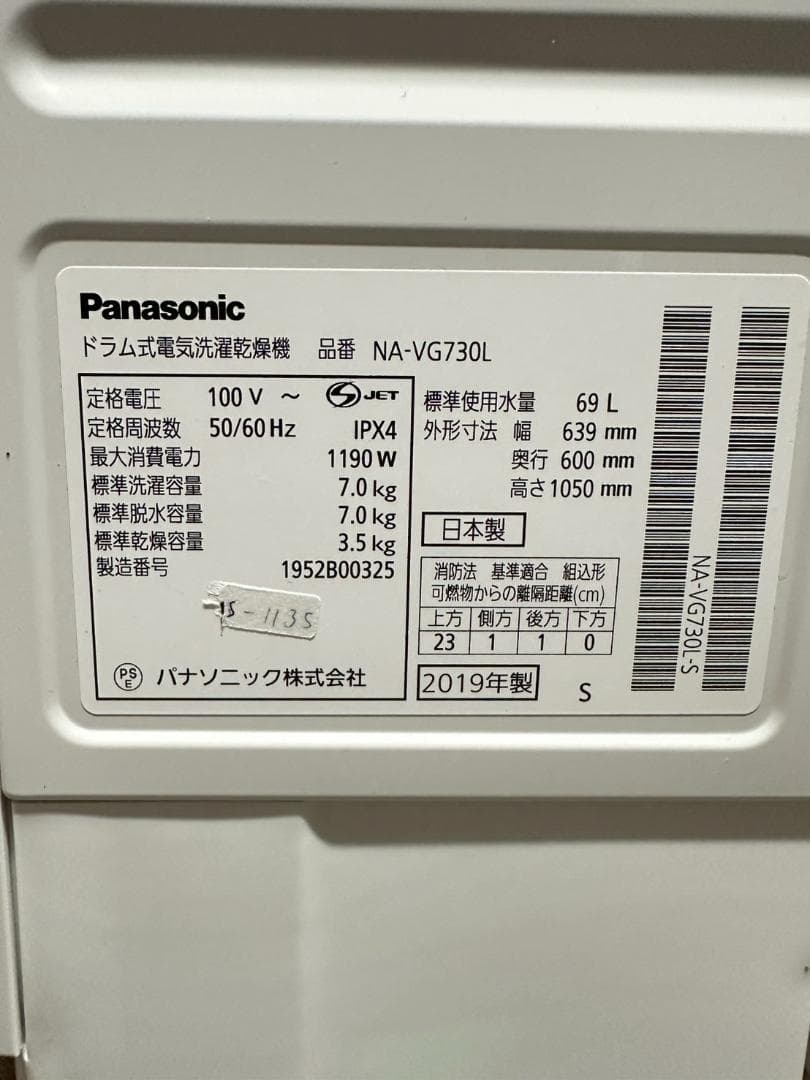 Panasonic
ドラム式電気洗濯乾燥機 品番 NA-VG730L
定格電圧 100 V ～ JET
定格周波数 50/60 Hz IPX4
最大消費電力 1190 W
標準洗濯容量 7.0 kg
標準脱水容量 7.0 kg
標準乾燥容量 3.5 kg
製造番号 1952B00325
15-1135
PS E パナソニック株式会社
標準使用水量 69 L
外形寸法 幅 639 mm
奥行 600 mm
高さ 1050 mm
日本製
消防法 基準適合 組込形
可燃物からの離隔距離(cm)
上方 側方 後方 下方
23 1 1 0
2019年製 S
NA-VG730L-S